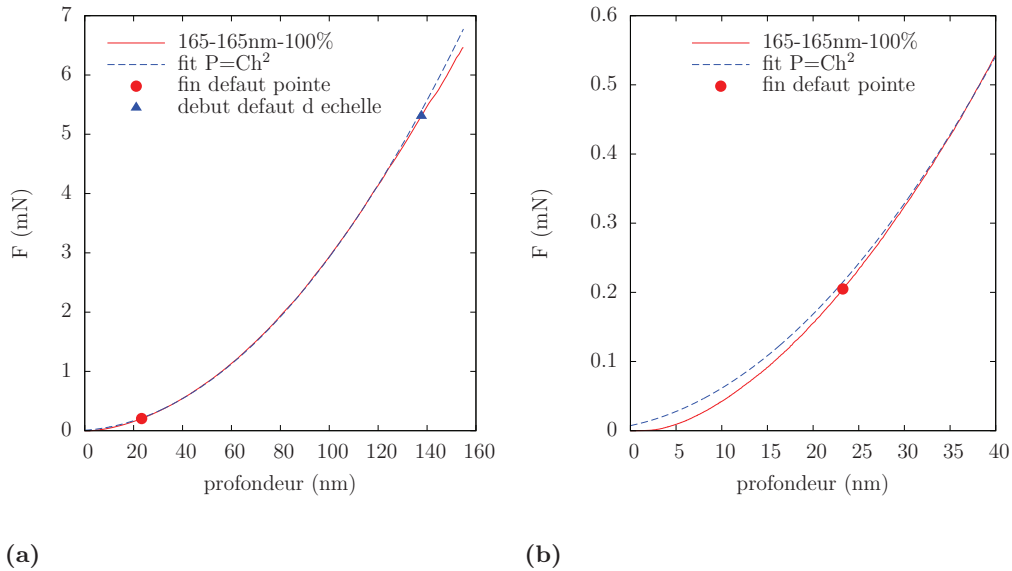 7
6
5
4
3
2
1
0
F (mN)
165-165nm-100%
fit P=Ch²
fin defaut pointe
debut defaut d echelle
0 20 40 60 80 100 120 140 160
profondeur (nm)
(a)
0.6
0.5
0.4
0.3
0.2
0.1
0
F (mN)
165-165nm-100%
fit P=Ch²
fin defaut pointe
0 5 10 15 20 25 30 35 40
profondeur (nm)
(b)